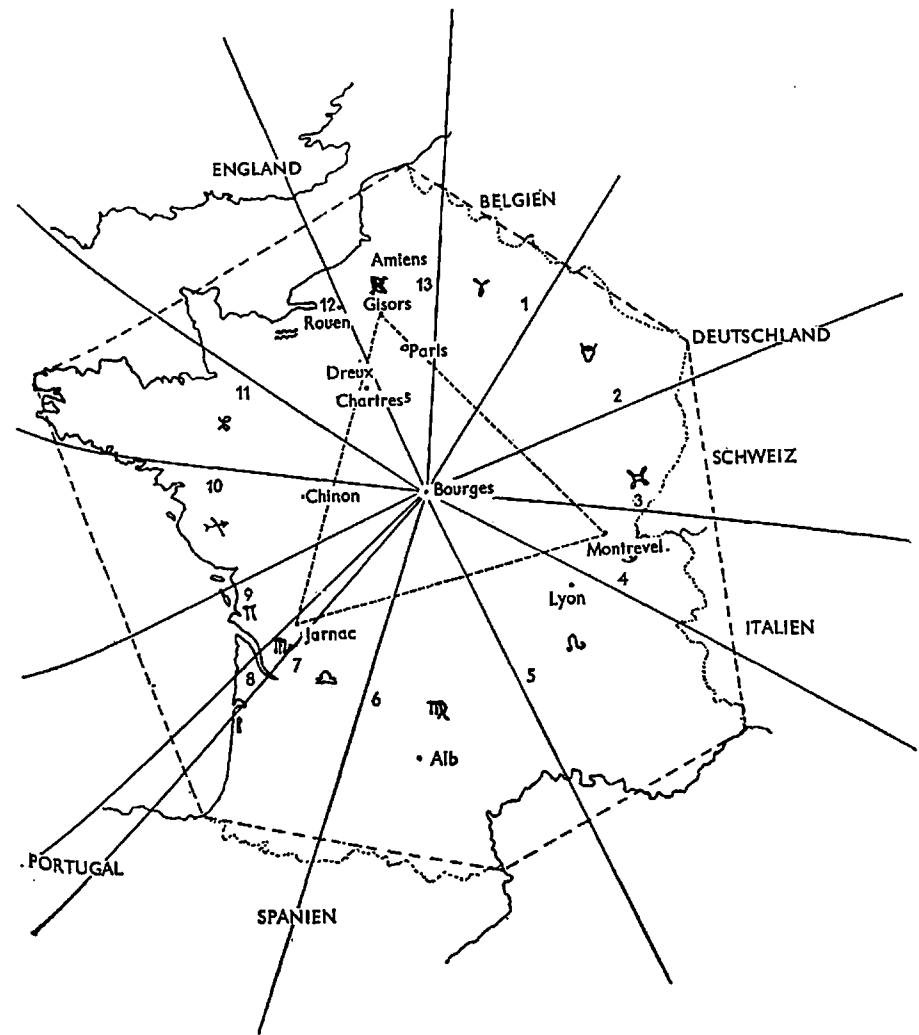 ENGLAND
BELGIEN
Amiens
13
12
Gisors
1
Rouen
Paris
DEUTSCHLAND
Dreux
Chartres
11
2
SCHWEIZ
10
Chinon
Bourges
3
Montrevel
4
9
Lyon
ITALIEN
Jarnac
7
8
5
6
Alb
PORTUGAL
SPANIEN